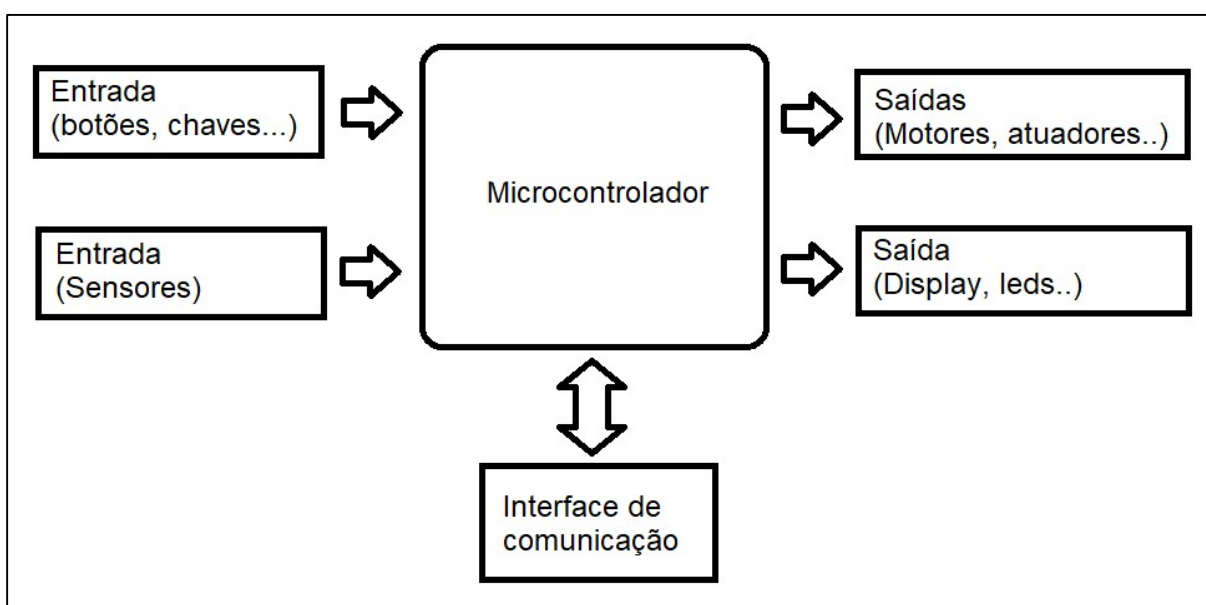 Entrada
(botões, chaves...)
Entrada
(Sensores)
Microcontrolador
Saídas
(Motores, atuadores..)
Saída
(Display, leds..)
Interface de
comunicação